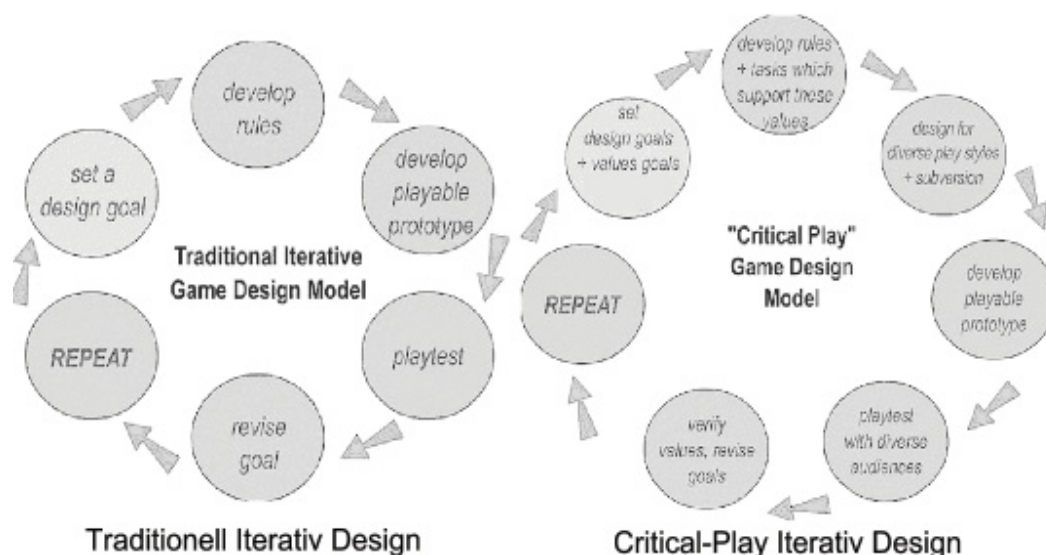 develop
rules
develop
playable
prototype
playtest
revise
goal
REPEAT
set a
design goal
Traditional Iterative
Game Design Model
Traditionell Iterativ Design
develop rules
+ tasks which
support those
values
design for
diverse play styles
+ subversion
develop
playable
prototype
playtest
with diverse
audiences
verify
values, revise
goals
REPEAT
set
design goals
+ values goals
"Critical Play"
Game Design
Model
Critical-Play Iterativ Design